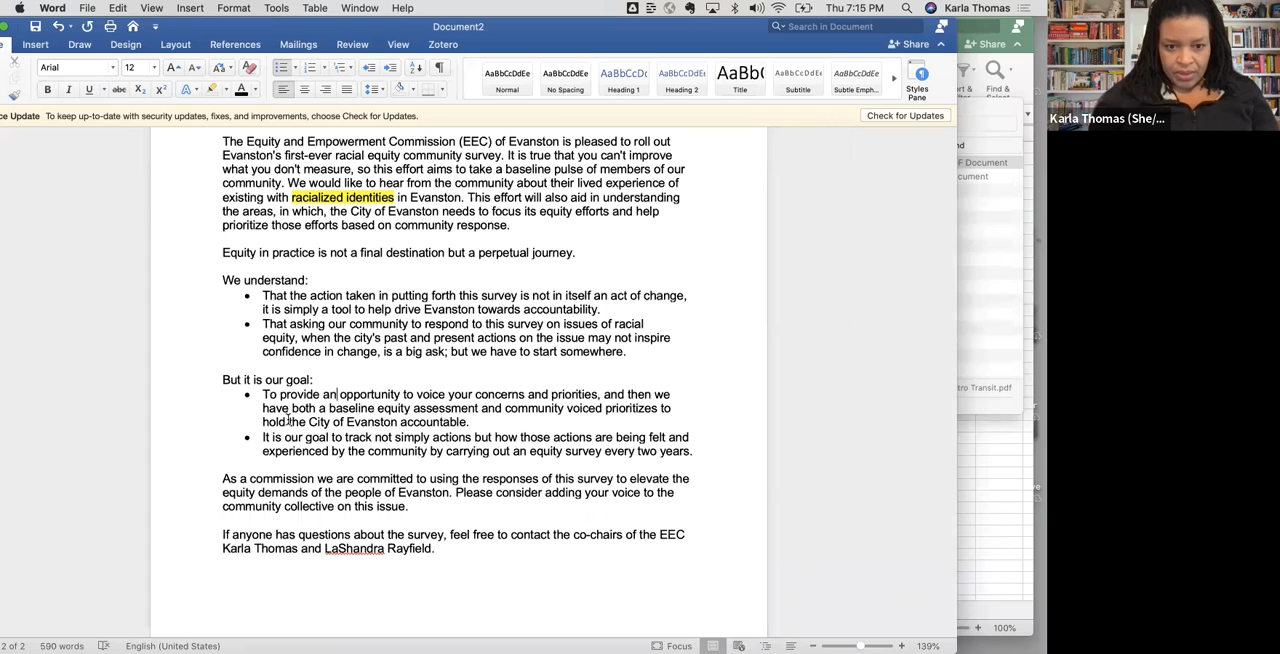 Word File Edit View Insert Format Tools Table Window Help Thu 7:15 PM Karla Thomas
Document2
Search in Document
Insert Draw Design Layout References Mailings Review View Zotero
Share
Share
Arial 12
AaBbCcDdEe AaBbCcDdEe AaBbCcDc AaBbCcDdEe AaBb( AaBbCcDdEe AaBbCcDdEe
Normal No Spacing Heading 1 Heading 2 Title Subtitle Subtle Emph... Styles
Pane
Find &
ce Update To keep up-to-date with security updates, fixes, and improvements, choose Check for Updates. Check for Updates
Karla Thomas (She/...
The Equity and Empowerment Commission (EEC) of Evanston is pleased to roll out
Evanston's first-ever racial equity community survey. It is true that you can't improve
what you don't measure, so this effort aims to take a baseline pulse of members of our
community. We would like to hear from the community about their lived experience of
existing with racialized identities in Evanston. This effort will also aid in understanding
the areas, in which, the City of Evanston needs to focus its equity efforts and help
prioritize those efforts based on community response.
Equity in practice is not a final destination but a perpetual journey.
We understand:
• That the action taken in putting forth this survey is not in itself an act of change,
it is simply a tool to help drive Evanston towards accountability.
• That asking our community to respond to this survey on issues of racial
equity, when the city's past and present actions on the issue may not inspire
confidence in change, is a big ask; but we have to start somewhere.
But it is our goal:
• To provide an opportunity to voice your concerns and priorities, and then we
have both a baseline equity assessment and community voiced prioritizes to
hold the City of Evanston accountable.
• It is our goal to track not simply actions but how those actions are being felt and
experienced by the community by carrying out an equity survey every two years.
As a commission we are committed to using the responses of this survey to elevate the
equity demands of the people of Evanston. Please consider adding your voice to the
community collective on this issue.
If anyone has questions about the survey, feel free to contact the co-chairs of the EEC
Karla Thomas and LaShandra Rayfield.
F Document
cument
tro Transit.pdf
100%
2 of 2 590 words English (United States) Focus 139%